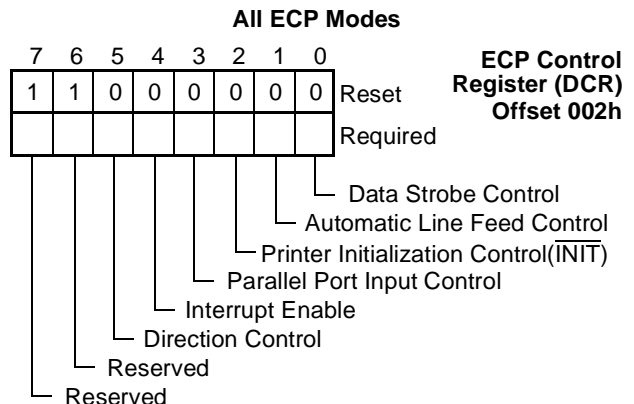 All ECP Modes
7 6 5 4 3 2 1 0
ECP Control
Register (DCR)
Offset 002h
1 1 0 0 0 0 0 0 Reset
Required
Data Strobe Control
Automatic Line Feed Control
Printer Initialization Control(I̅N̅I̅T̅)
Parallel Port Input Control
Interrupt Enable
Direction Control
Reserved
Reserved